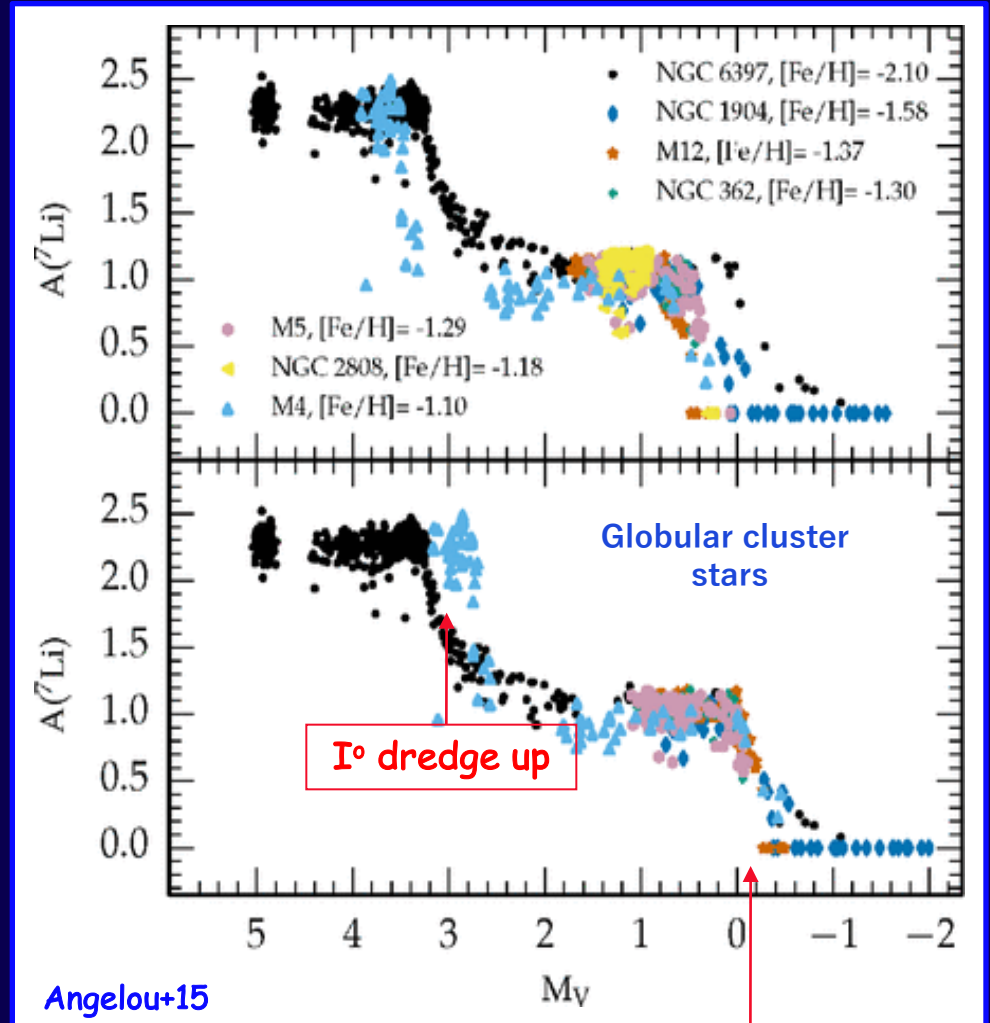 2.5
2.0
1.5
1.0
0.5
0.0
A(⁷Li)
NGC 6397, [Fe/H]= -2.10
NGC 1904, [Fe/H]= -1.58
M12, [Fe/H]= -1.37
NGC 362, [Fe/H]= -1.30
M5, [Fe/H]= -1.29
NGC 2808, [Fe/H]= -1.18
M4, [Fe/H]= -1.10
2.5
2.0
1.5
1.0
0.5
0.0
A(⁷Li)
Globular cluster
stars
Iº dredge up
5 4 3 2 1 0 −1 −2
Mᵥ
Angelou+15